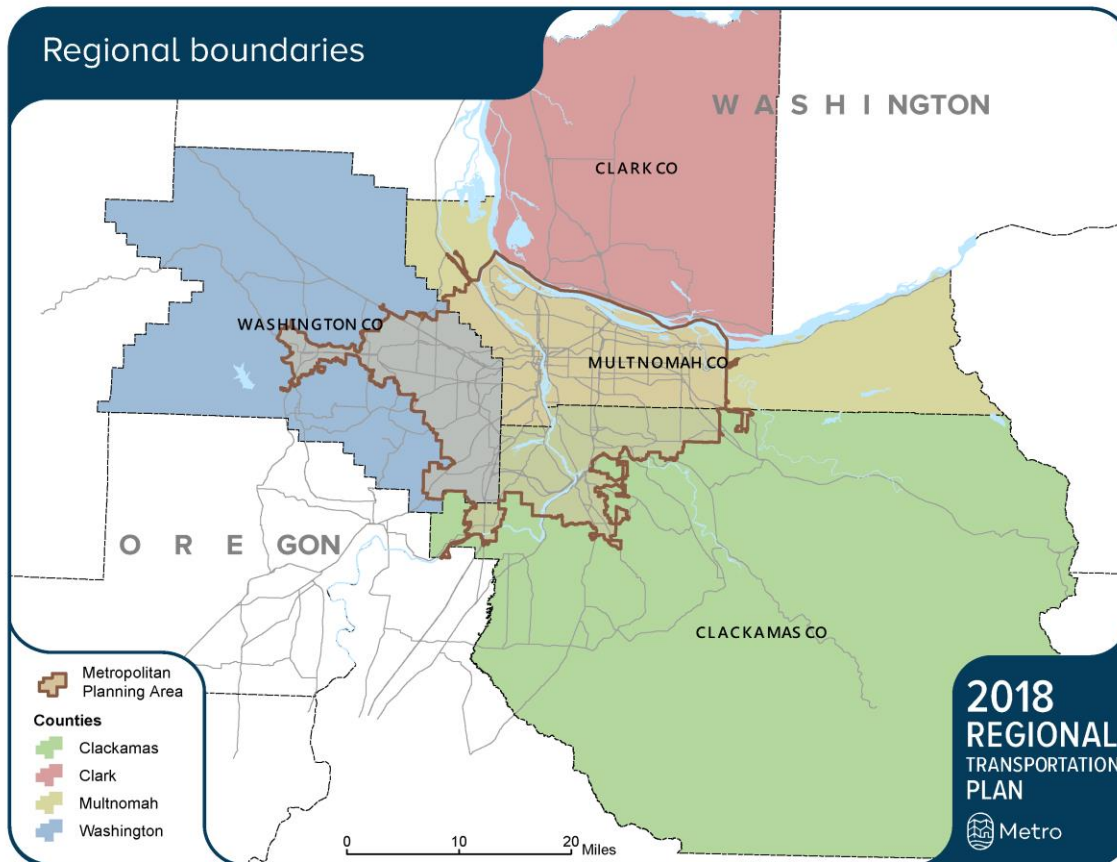 Regional boundaries
WASHINGTON
CLARK CO
WASHINGTON CO
MULTNOMAH CO
OREGON
CLACKAMAS CO
Metropolitan
Planning Area
Counties
Clackamas
Clark
Multnomah
Washington
0 10 20
Miles
2018
REGIONAL
TRANSPORTATION
PLAN
Metro